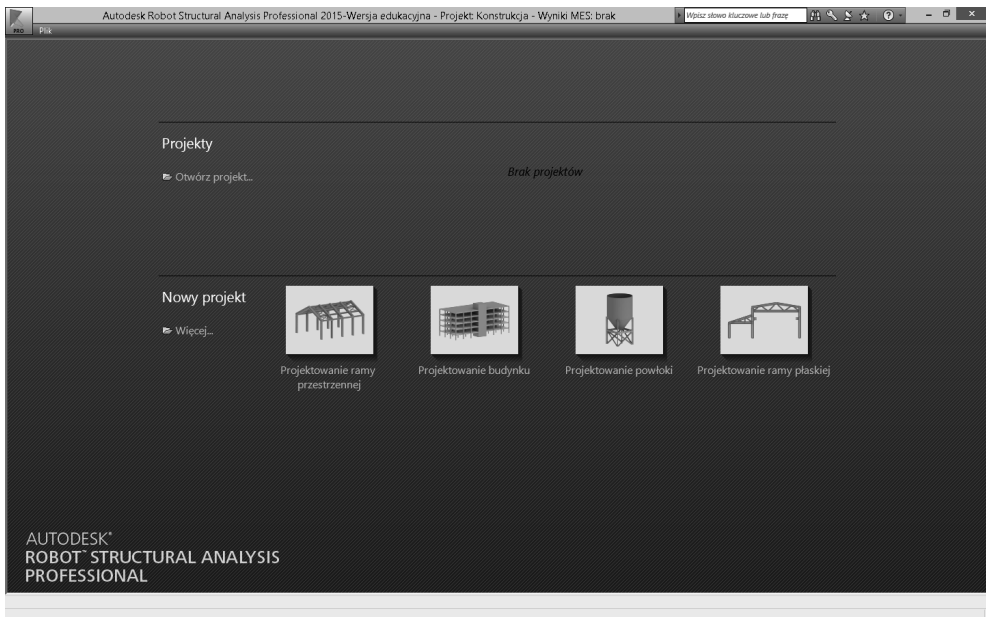 Autodesk Robot Structural Analysis Professional 2015-Wersja edukacyjna - Projekt: Konstrukcja - Wyniki MES: brak
Wpisz słowo kluczowe lub frazę
PRO
Plik
Projekty
Otwórz projekt...
Brak projektów
Nowy projekt
Więcej...
Projektowanie ramy
przestrzennej
Projektowanie budynku
Projektowanie powłoki
Projektowanie ramy płaskiej
AUTODESK®
ROBOT™ STRUCTURAL ANALYSIS
PROFESSIONAL